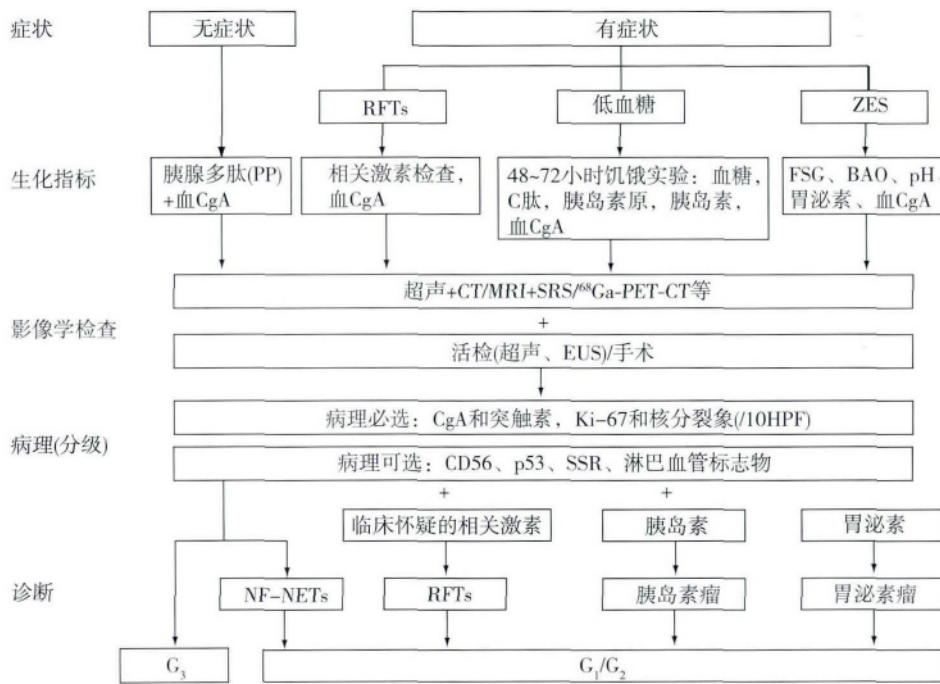 症状
无症状
有症状
RFTs
低血糖
ZES
生化指标
胰腺多肽(PP)
+血CgA
相关激素检查，
血CgA
48~72小时饥饿实验：血糖，
C肽，胰岛素原，胰岛素，
血CgA
FSG、BAO、pH
胃泌素、血CgA
超声+CT/MRI+SRS/⁶⁸Ga-PET-CT等
影像学检查
+
活检(超声、EUS)/手术
病理(分级)
病理必选：CgA和突触素，Ki-67和核分裂象(/10HPF)
病理可选：CD56、p53、SSR、淋巴血管标志物
+
+
临床怀疑的相关激素
胰岛素
胃泌素
诊断
NF-NETs
RFTs
胰岛素瘤
胃泌素瘤
G₃
G₁/G₂